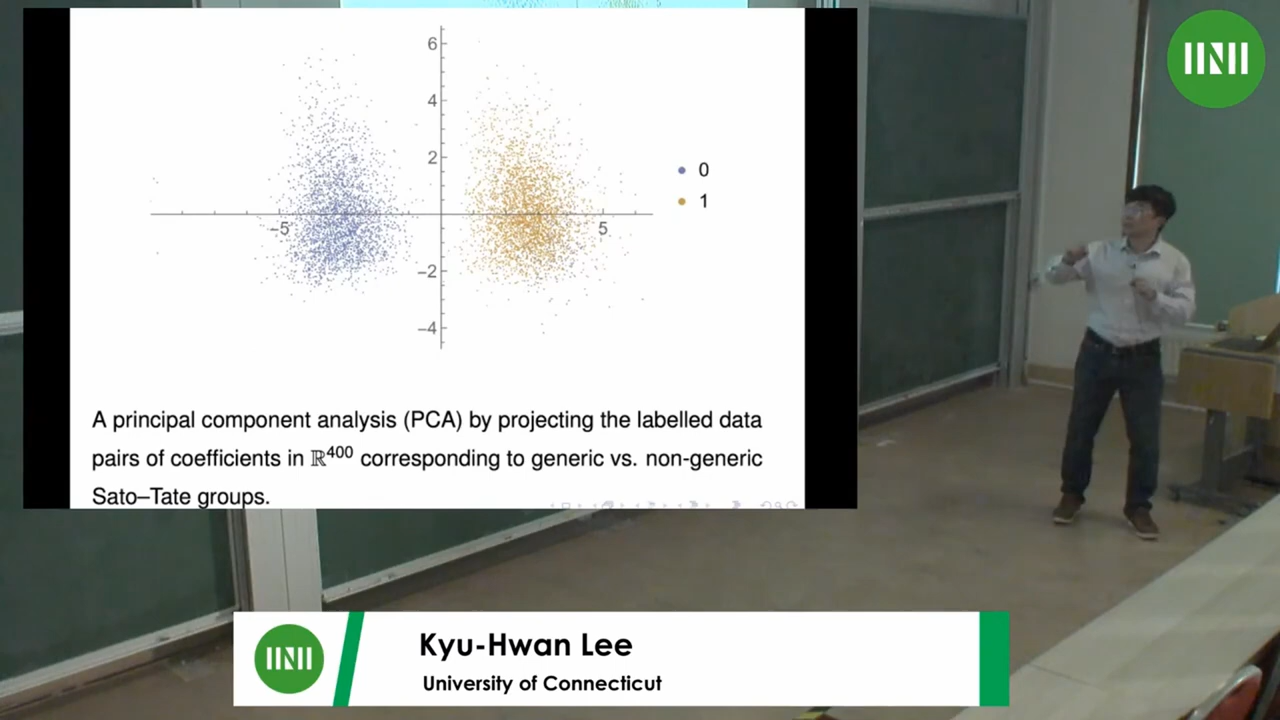 6
4
2
−5
5
−2
−4
0
1
A principal component analysis (PCA) by projecting the labelled data
pairs of coefficients in ℝ⁴⁰⁰ corresponding to generic vs. non-generic
Sato–Tate groups.
IINII
IINII
Kyu-Hwan Lee
University of Connecticut